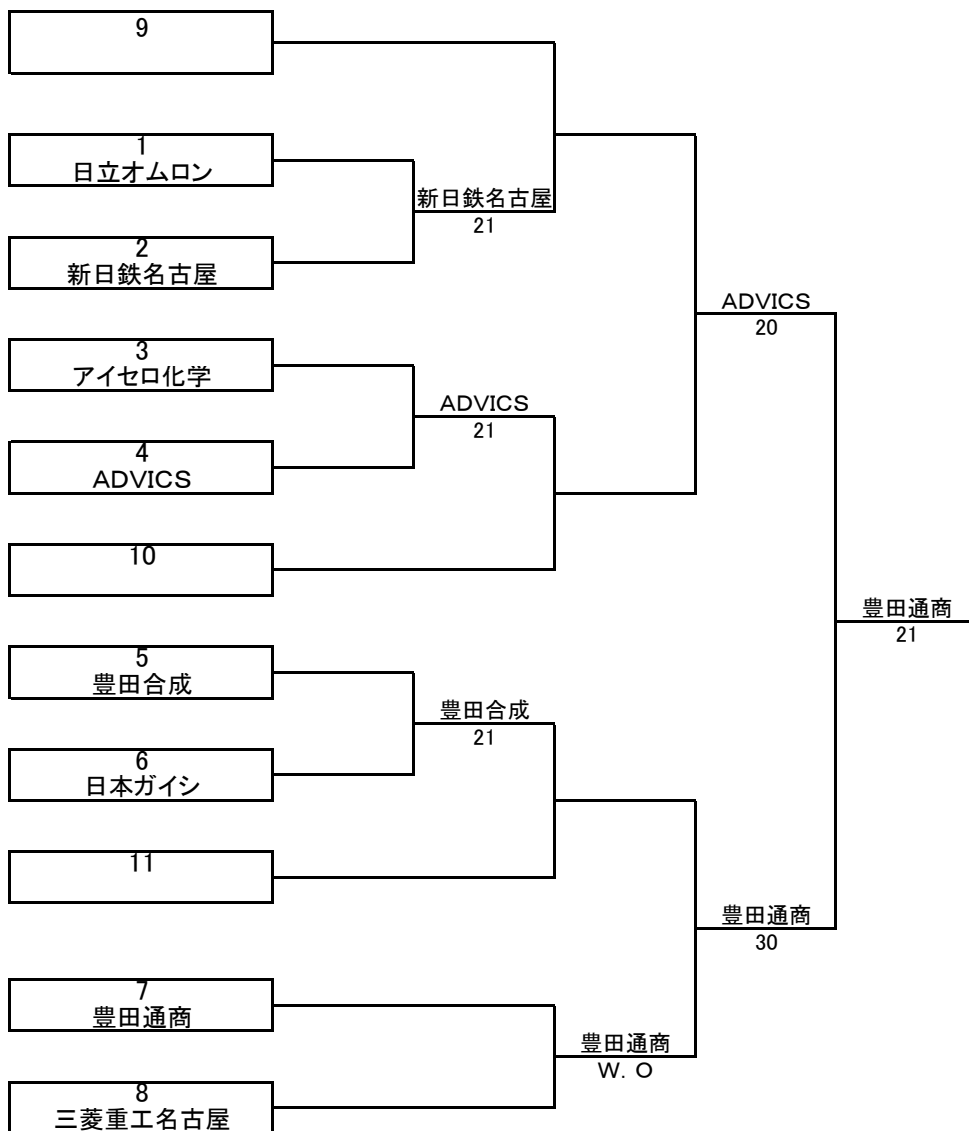 9
1
日立オムロン
新日鉄名古屋
21
2
新日鉄名古屋
ADVICS
20
3
アイセロ化学
ADVICS
21
4
ADVICS
10
豊田通商
21
5
豊田合成
豊田合成
21
6
日本ガイシ
11
豊田通商
30
7
豊田通商
豊田通商
W. O
8
三菱重工名古屋